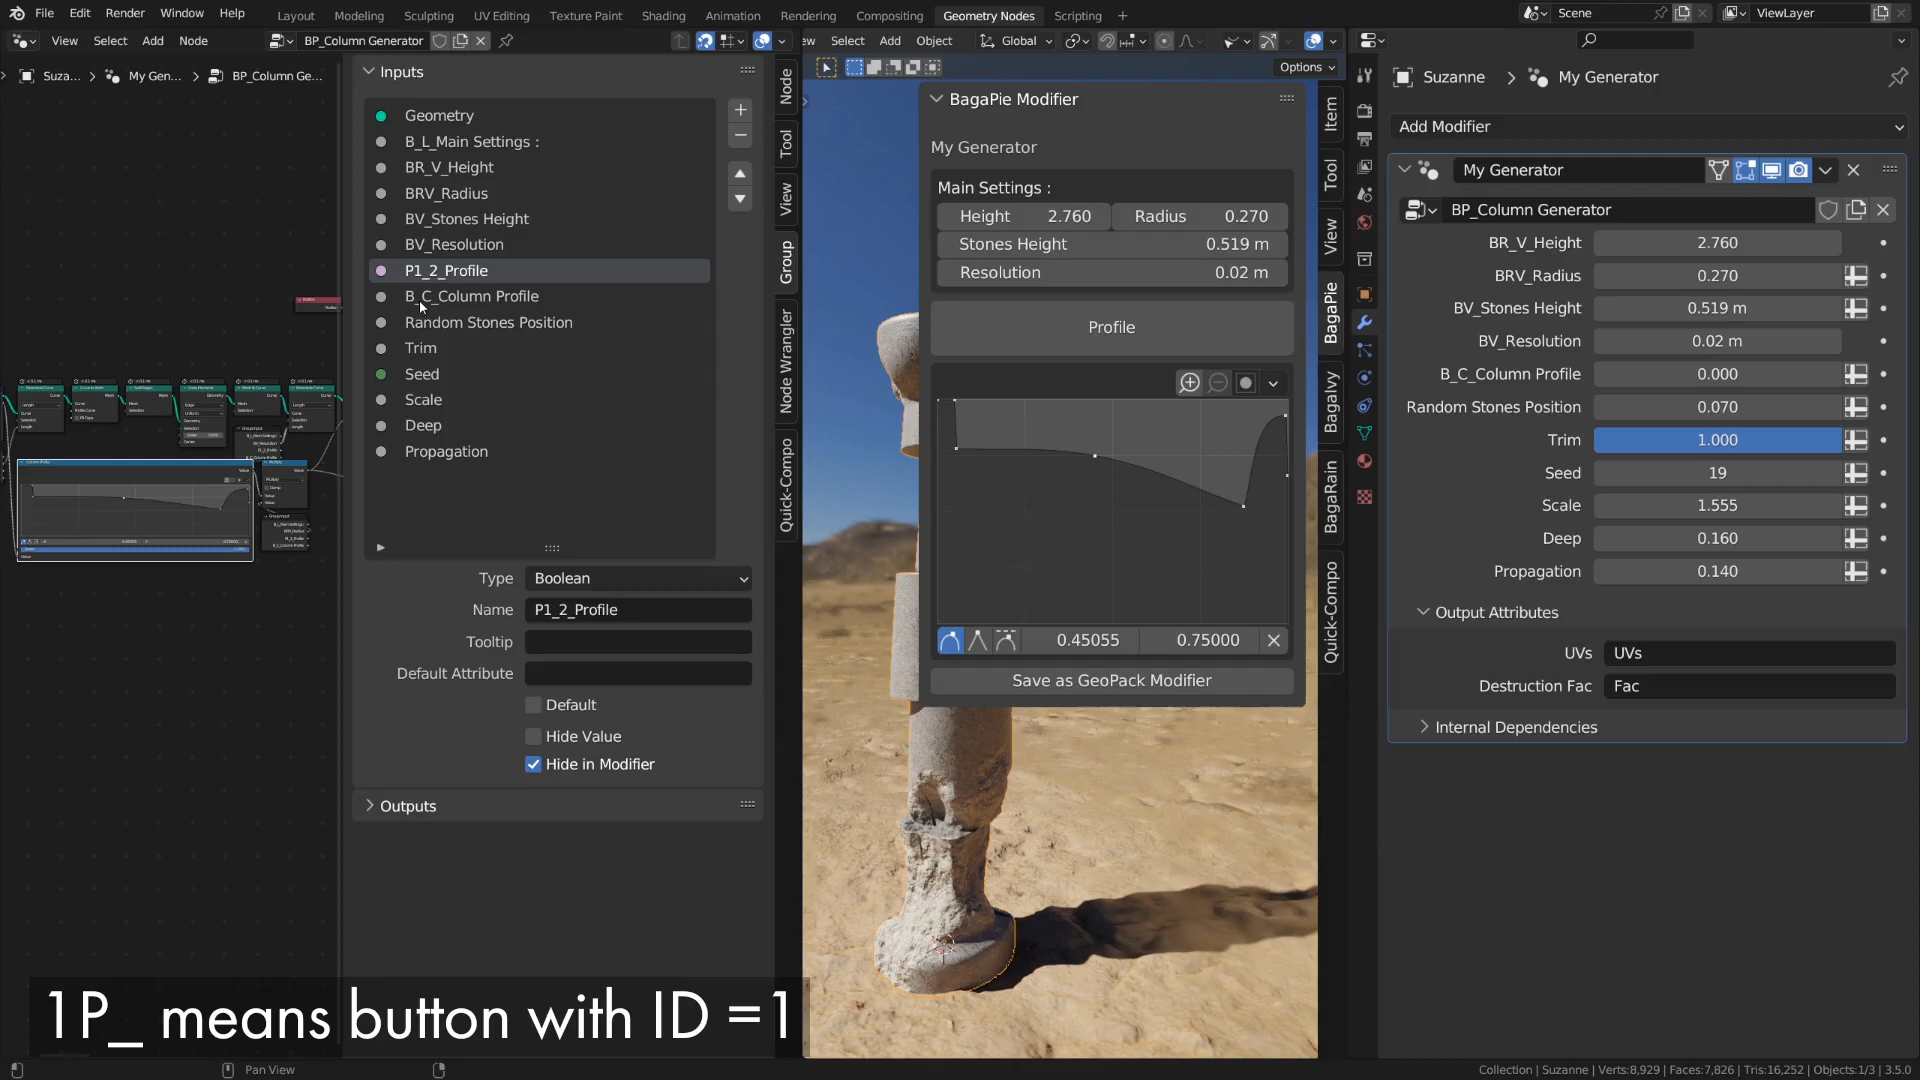 File Edit Render Window Help Layout Modeling Sculpting UV Editing Texture Paint Shading Animation Rendering Compositing Geometry Nodes Scripting + Scene ViewLayer
View Select Add Node BP_Column Generator
Select Add Object Global
Options
Suza... > My Gen... > BP_Column Ge...
Inputs
Geometry
B_L_Main Settings :
BR_V_Height
BRV_Radius
BV_Stones Height
BV_Resolution
P1_2_Profile
B_C_Column Profile
Random Stones Position
Trim
Seed
Scale
Deep
Propagation
Type Boolean
Name P1_2_Profile
Tooltip
Default Attribute
Default
Hide Value
Hide in Modifier
Outputs
Node
Tool
View
Group
Node Wrangler
Quick-Compo
BagaPie Modifier
My Generator
Main Settings :
Height 2.760 Radius 0.270
Stones Height 0.519 m
Resolution 0.02 m
Profile
0.45055 0.75000
Save as GeoPack Modifier
Item
Tool
View
BagaPie
BagaIvy
BagaRain
Quick-Compo
Suzanne > My Generator
Add Modifier
My Generator
BP_Column Generator
BR_V_Height 2.760
BRV_Radius 0.270
BV_Stones Height 0.519 m
BV_Resolution 0.02 m
B_C_Column Profile 0.000
Random Stones Position 0.070
Trim 1.000
Seed 19
Scale 1.555
Deep 0.160
Propagation 0.140
Output Attributes
UVs UVs
Destruction Fac Fac
Internal Dependencies
1P_ means button with ID =1
Pan View
Collection | Suzanne | Verts:8,929 | Faces:7,826 | Tris:16,252 | Objects:1/3 | 3.5.0